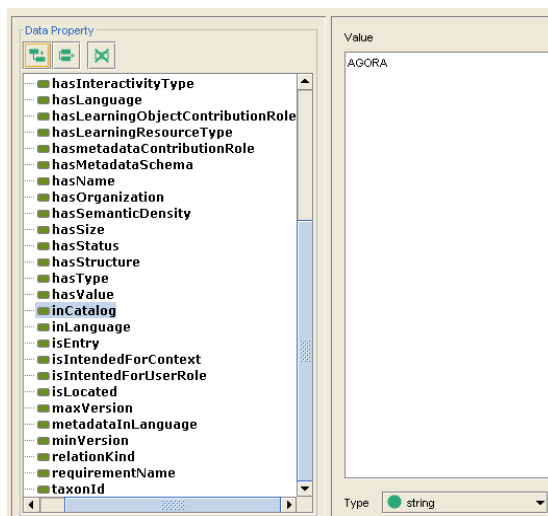 Data Property
hasInteractivityType
hasLanguage
hasLearningObjectContributionRole
hasLearningResourceType
hasmetadataContributionRole
hasMetadataSchema
hasName
hasOrganization
hasSemanticDensity
hasSize
hasStatus
hasStructure
hasType
hasValue
inCatalog
inLanguage
isEntry
isIntendedForContext
isIntentedForUserRole
isLocated
maxVersion
metadataInLanguage
minVersion
relationKind
requirementName
taxonId
Value
AGORA
Type string